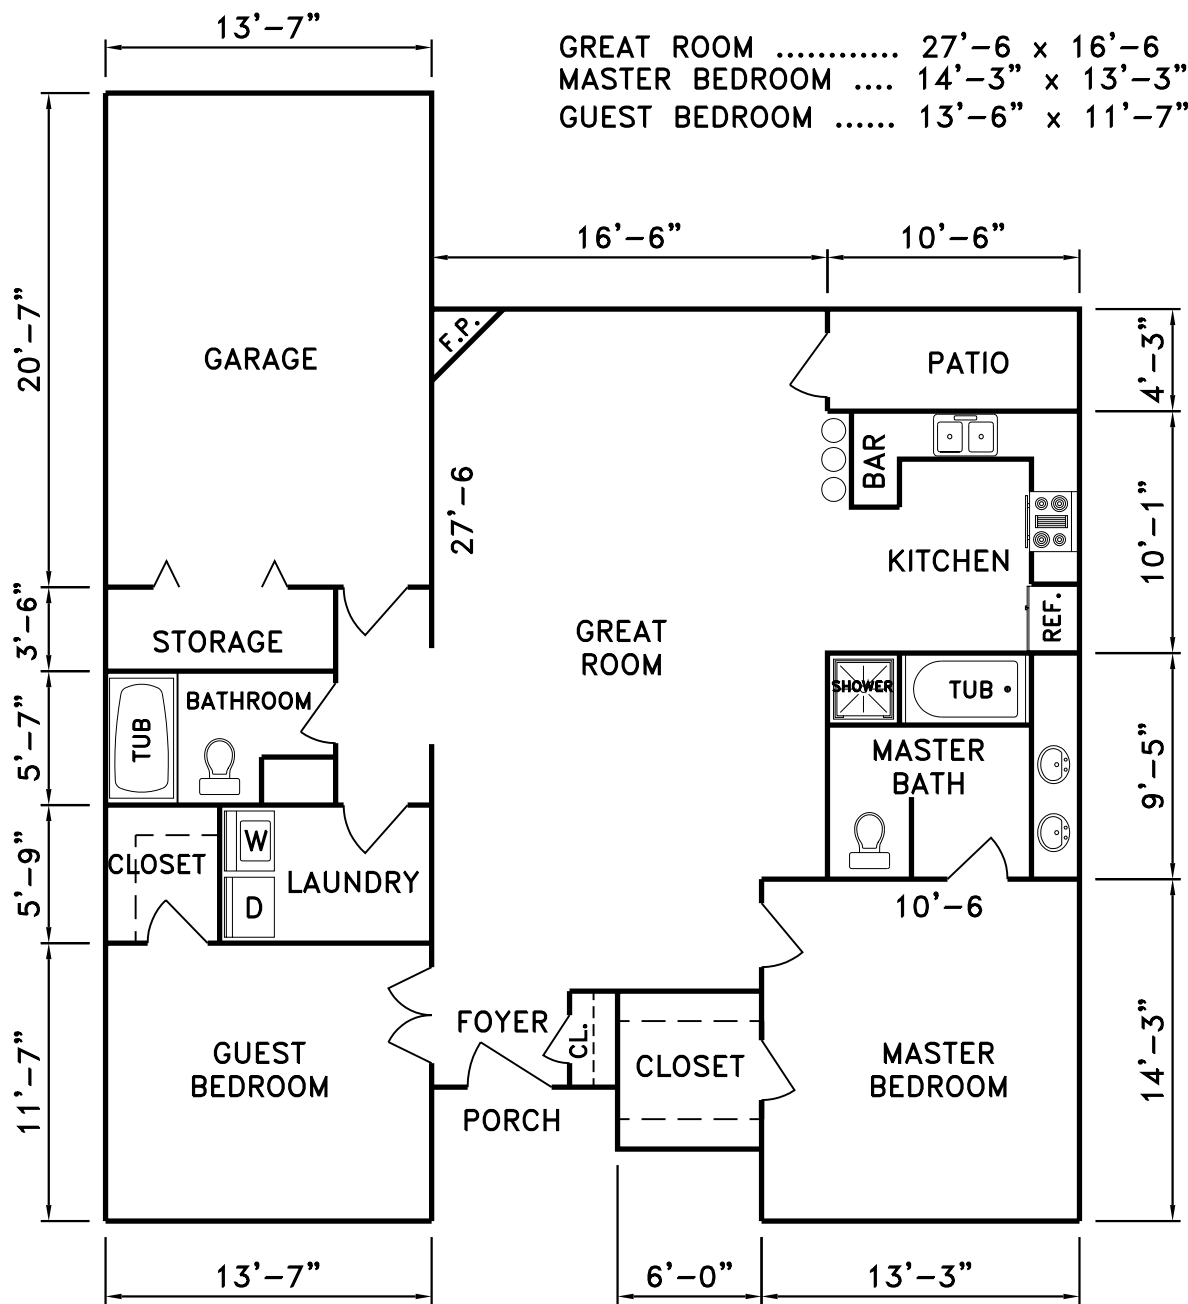 13'-7"
GREAT ROOM ............ 27'-6 x 16'-6
MASTER BEDROOM .... 14'-3" x 13'-3"
GUEST BEDROOM ...... 13'-6" x 11'-7"
16'-6"
10'-6"
20'-7"
GARAGE
F.P.
PATIO
4'-3"
BAR
27'-6
KITCHEN
10'-1"
3'-6"
STORAGE
GREAT
ROOM
REF.
BATHROOM
TUB
5'-7"
SHOWER
TUB
MASTER
BATH
9'-5"
5'-9"
CLOSET
W
D
LAUNDRY
10'-6
11'-7"
GUEST
BEDROOM
FOYER
CL.
CLOSET
PORCH
MASTER
BEDROOM
14'-3"
13'-7"
6'-0"
13'-3"